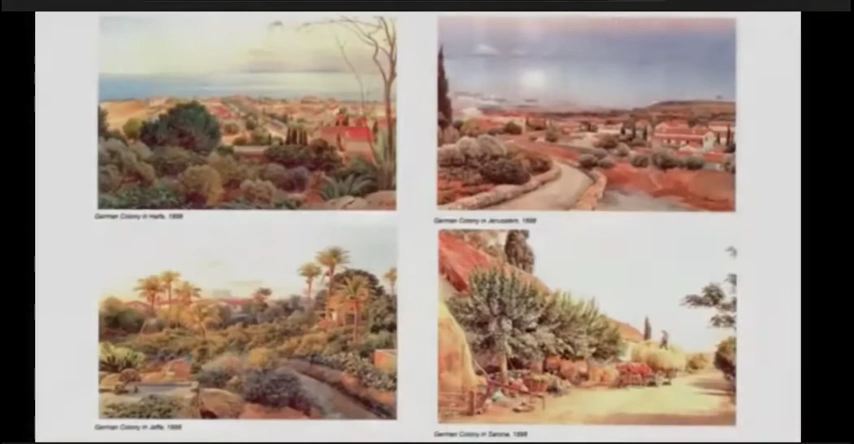 German Colony in Haifa, 1898
German Colony in Jerusalem, 1898
German Colony in Jaffa, 1898
German Colony in Sarona, 1898